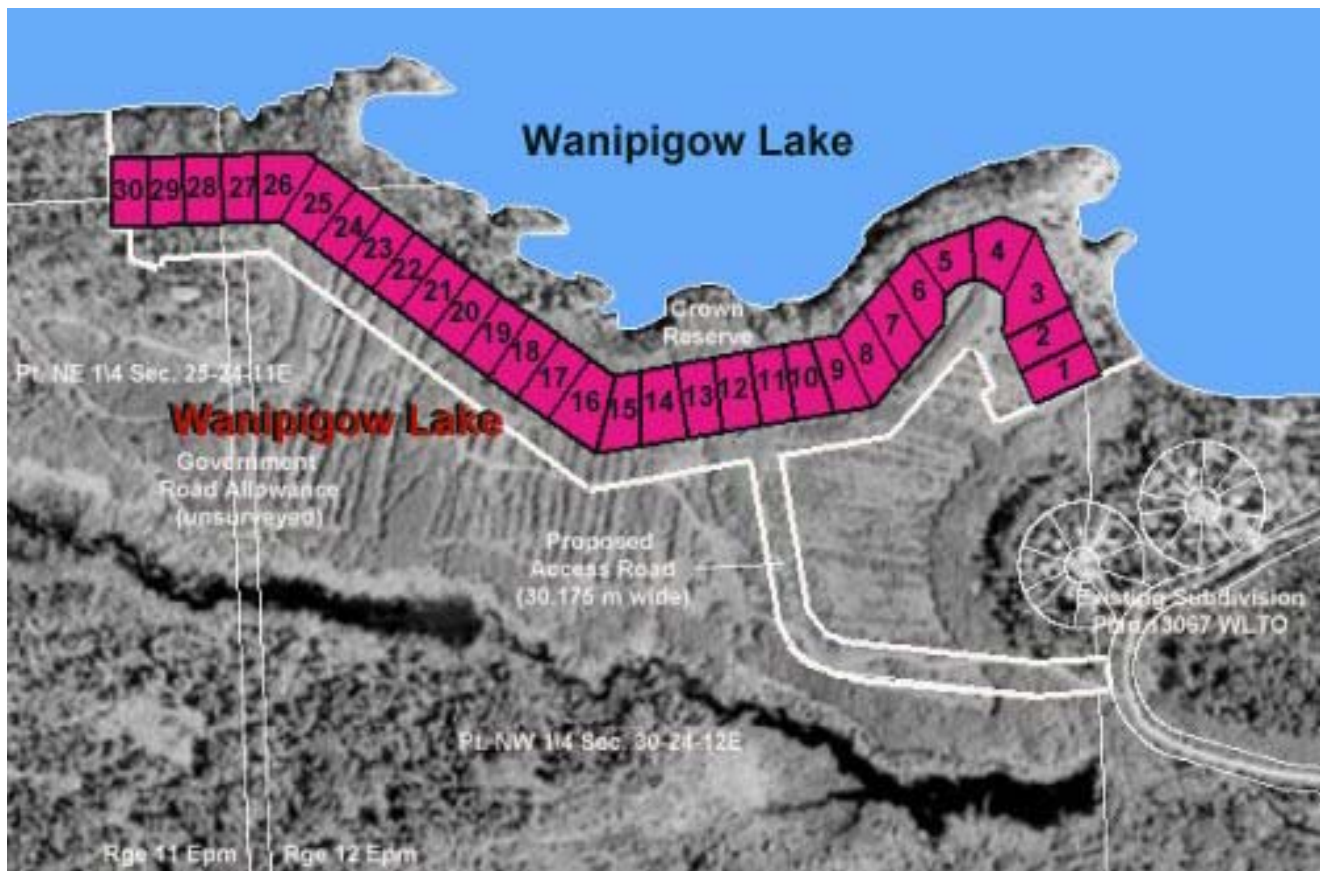 Wanipigow Lake
30 29 28 27 26 25 24 23 22 21 20 19 18 17 16 15 14 13 12 11 10 9 8 7 6 5 4 3 2 1
Crown
Reserve
Pt. NE 1\4 Sec. 25-24-11E
Wanipigow Lake
Government
Road Allowance
(unsurveyed)
Proposed
Access Road
(30.175 m wide)
Existing Subdivision
13067 WLTO
Pt. NW 1\4 Sec. 30-24-12E
Rge 11 Epm
Rge 12 Epm